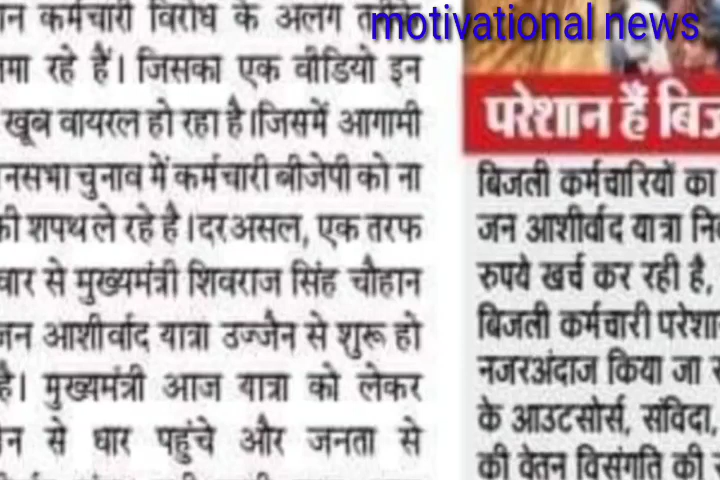 motivational news
न कर्मचारी विरोध के अलग
मा रहे हैं। जिसका एक वीडियो इन
खूब वायरल हो रहा है।जिसमें आगामी
नसभा चुनाव में कर्मचारी बीजेपी को ना
की शपथ ले रहे है।दरअसल, एक तरफ
वार से मुख्यमंत्री शिवराज सिंह चौहान
जन आशीर्वाद यात्रा उज्जैन से शुरू हो
है। मुख्यमंत्री आज यात्रा को लेकर
न से धार पहुंचे और जनता से
परेशान हैं बिज
बिजली कर्मचारियों का
जन आशीर्वाद यात्रा नि
रुपये खर्च कर रही है,
बिजली कर्मचारी परेशा
नजरअंदाज किया जा
के आउटसोर्स, संविदा,
की वेतन विसंगति की